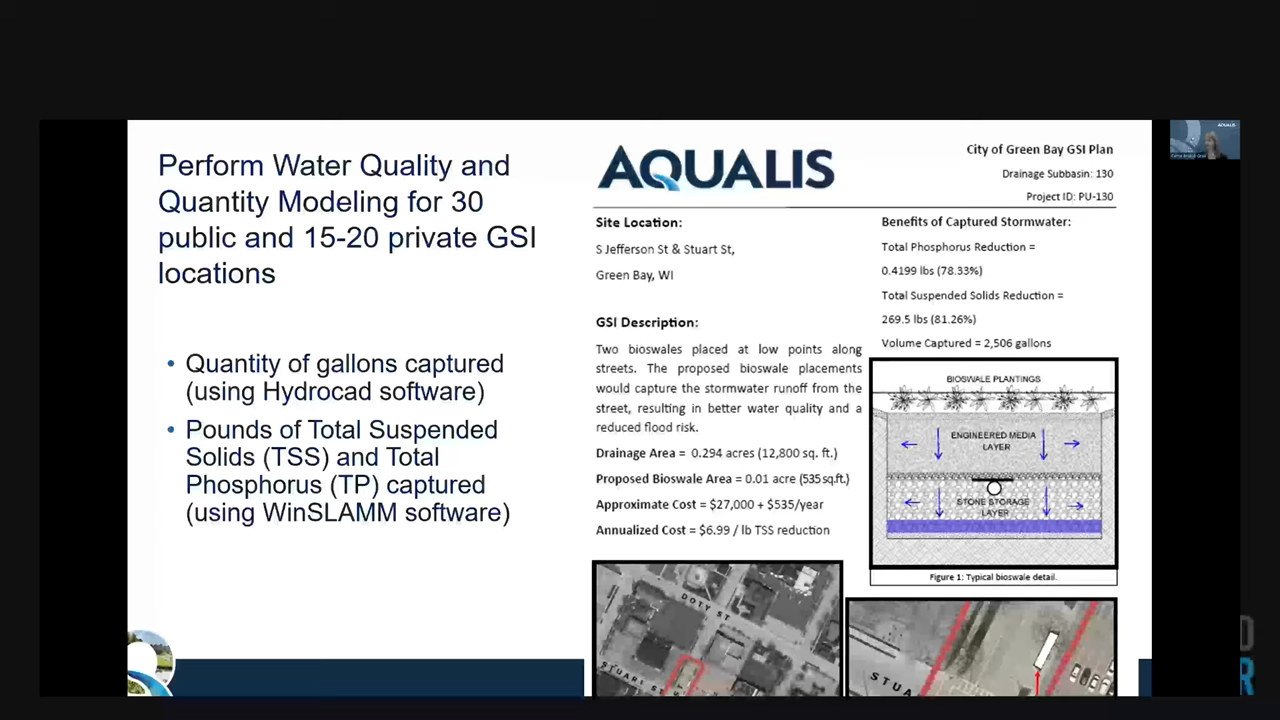 Perform Water Quality and
Quantity Modeling for 30
public and 15-20 private GSI
locations
• Quantity of gallons captured
(using Hydrocad software)
• Pounds of Total Suspended
Solids (TSS) and Total
Phosphorus (TP) captured
(using WinSLAMM software)
AQUALIS
City of Green Bay GSI Plan
Drainage Subbasin: 130
Project ID: PU-130
Site Location:
S Jefferson St & Stuart St,
Green Bay, WI
GSI Description:
Two bioswales placed at low points along
streets. The proposed bioswale placements
would capture the stormwater runoff from the
street, resulting in better water quality and a
reduced flood risk.
Drainage Area = 0.294 acres (12,800 sq. ft.)
Proposed Bioswale Area = 0.01 acre (535 sq.ft.)
Approximate Cost = $27,000 + $535/year
Annualized Cost = $6.99 / lb TSS reduction
Benefits of Captured Stormwater:
Total Phosphorus Reduction =
0.4199 lbs (78.33%)
Total Suspended Solids Reduction =
269.5 lbs (81.26%)
Volume Captured = 2,506 gallons
BIOSWALE PLANTINGS
ENGINEERED MEDIA
LAYER
STONE STORAGE
LAYER
Figure 1: Typical bioswale detail.
DOTY ST
STUART ST
STUA
AQUALIS
D
R